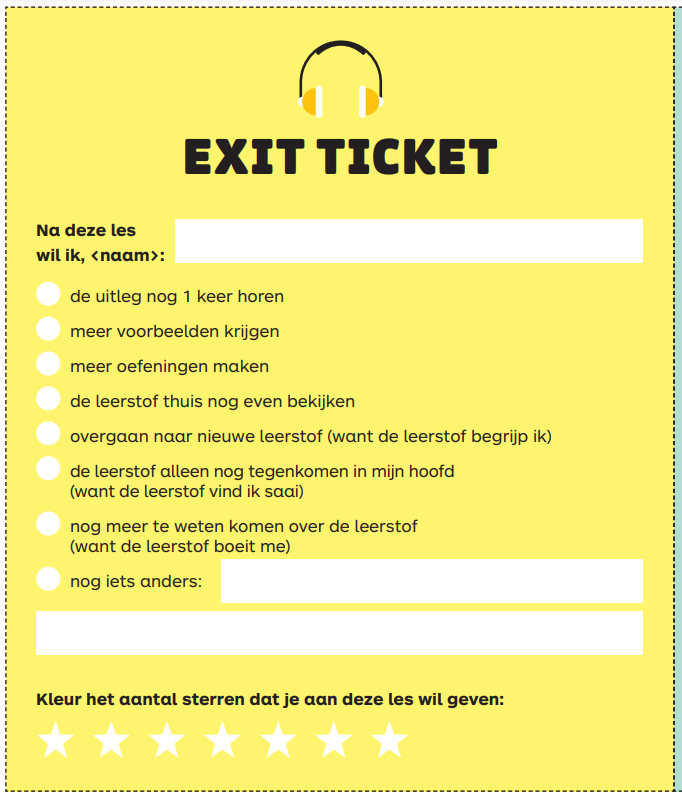 EXIT TICKET
Na deze les
wil ik, <naam>:
de uitleg nog 1 keer horen
meer voorbeelden krijgen
meer oefeningen maken
de leerstof thuis nog even bekijken
overgaan naar nieuwe leerstof (want de leerstof begrijp ik)
de leerstof alleen nog tegenkomen in mijn hoofd
(want de leerstof vind ik saai)
nog meer te weten komen over de leerstof
(want de leerstof boeit me)
nog iets anders:
Kleur het aantal sterren dat je aan deze les wil geven: